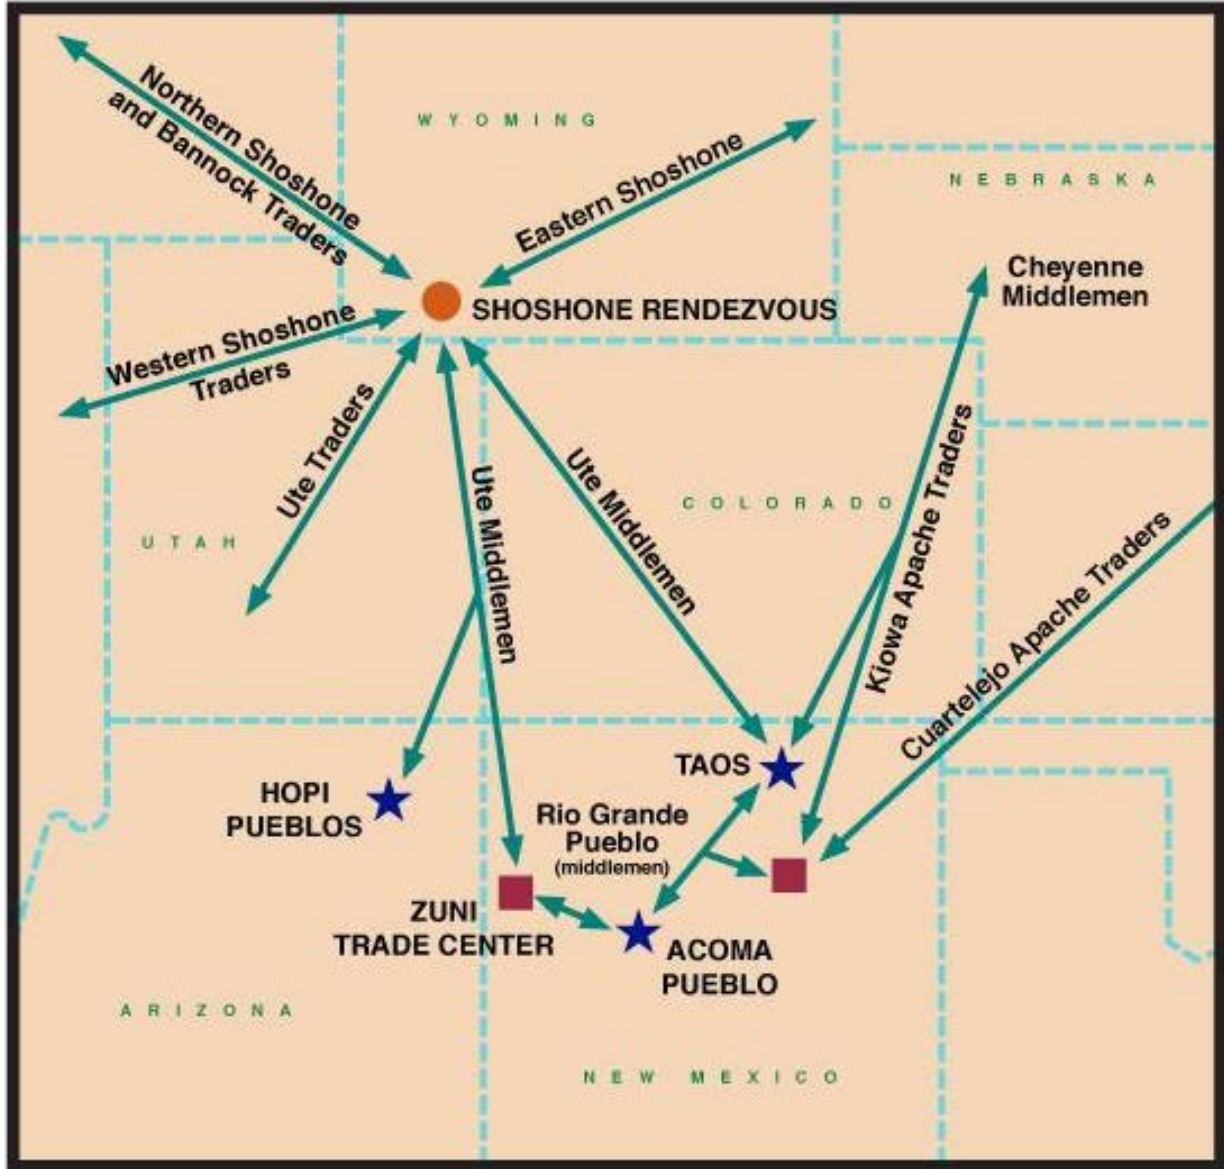 Northern Shoshone
and Bannock Traders
WYOMING
Eastern Shoshone
NEBRASKA
Cheyenne
Middlemen
SHOSHONE RENDEZVOUS
Western Shoshone
Traders
Ute Traders
Ute Middlemen
Ute Middlemen
COLORADO
Kiowa Apache Traders
Cuartelejo Apache Traders
UTAH
TAOS
HOPI
PUEBLOS
Rio Grande
Pueblo
(middlemen)
ZUNI
TRADE CENTER
ACOMA
PUEBLO
ARIZONA
NEW MEXICO